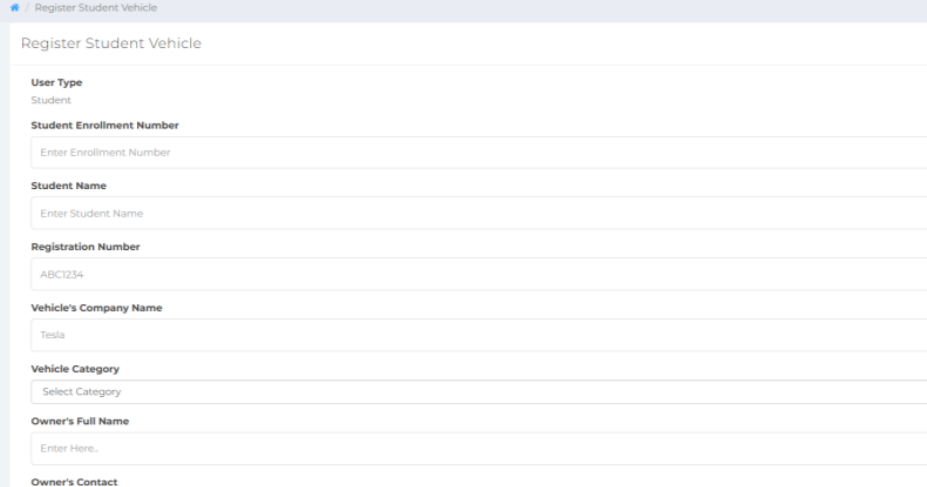 / Register Student Vehicle
Register Student Vehicle
User Type
Student
Student Enrollment Number
Enter Enrollment Number
Student Name
Enter Student Name
Registration Number
ABC1234
Vehicle's Company Name
Tesla
Vehicle Category
Select Category
Owner's Full Name
Enter Here..
Owner's Contact